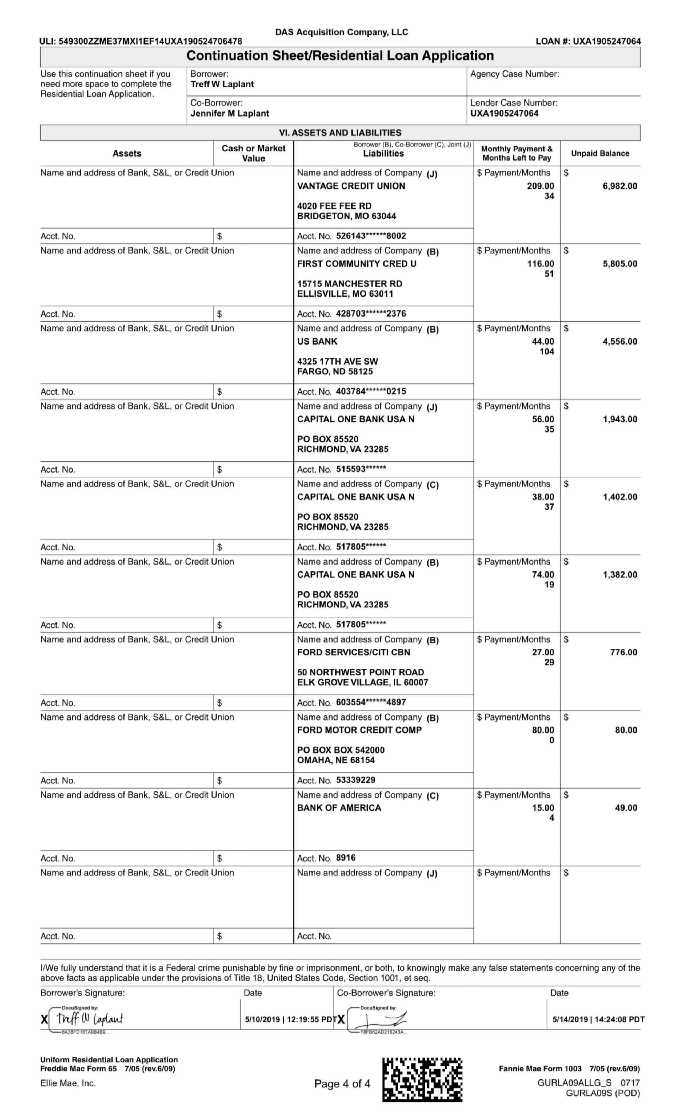 DAS Acquisition Company, LLC
ULI: 549300ZZME37MXI1EF14UXA190524706478 LOAN #: UXA1905247064
Continuation Sheet/Residential Loan Application
Use this continuation sheet if you need more space to complete the Residential Loan Application.
Borrower:
Treff W Laplant
Agency Case Number:
Co-Borrower:
Jennifer M Laplant
Lender Case Number:
UXA1905247064
VI. ASSETS AND LIABILITIES
Assets
Cash or Market Value
Borrower (B), Co-Borrower (C), Joint (J)
Liabilities
Monthly Payment & Months Left to Pay
Unpaid Balance
Name and address of Bank, S&L, or Credit Union Name and address of Company (J) $ Payment/Months $
VANTAGE CREDIT UNION 209.00 6,982.00
34
4020 FEE FEE RD
BRIDGETON, MO 63044
Acct. No. $ Acct. No. 526143******8002
Name and address of Bank, S&L, or Credit Union Name and address of Company (B) $ Payment/Months $
FIRST COMMUNITY CRED U 116.00 5,805.00
51
15715 MANCHESTER RD
ELLISVILLE, MO 63011
Acct. No. $ Acct. No. 428703******2376
Name and address of Bank, S&L, or Credit Union Name and address of Company (B) $ Payment/Months $
US BANK 44.00 4,556.00
104
4325 17TH AVE SW
FARGO, ND 58125
Acct. No. $ Acct. No. 403784******0215
Name and address of Bank, S&L, or Credit Union Name and address of Company (J) $ Payment/Months $
CAPITAL ONE BANK USA N 56.00 1,943.00
35
PO BOX 85520
RICHMOND, VA 23285
Acct. No. $ Acct. No. 515593******
Name and address of Bank, S&L, or Credit Union Name and address of Company (C) $ Payment/Months $
CAPITAL ONE BANK USA N 38.00 1,402.00
37
PO BOX 85520
RICHMOND, VA 23285
Acct. No. $ Acct. No. 517805******
Name and address of Bank, S&L, or Credit Union Name and address of Company (B) $ Payment/Months $
CAPITAL ONE BANK USA N 74.00 1,382.00
19
PO BOX 85520
RICHMOND, VA 23285
Acct. No. $ Acct. No. 517805******
Name and address of Bank, S&L, or Credit Union Name and address of Company (B) $ Payment/Months $
FORD SERVICES/CITI CBN 27.00 776.00
29
50 NORTHWEST POINT ROAD
ELK GROVE VILLAGE, IL 60007
Acct. No. $ Acct. No. 603554******4897
Name and address of Bank, S&L, or Credit Union Name and address of Company (B) $ Payment/Months $
FORD MOTOR CREDIT COMP 80.00 80.00
0
PO BOX BOX 542000
OMAHA, NE 68154
Acct. No. $ Acct. No. 53339229
Name and address of Bank, S&L, or Credit Union Name and address of Company (C) $ Payment/Months $
BANK OF AMERICA 15.00 49.00
4
Acct. No. $ Acct. No. 8916
Name and address of Bank, S&L, or Credit Union Name and address of Company (J) $ Payment/Months $
Acct. No. $ Acct. No.
I/We fully understand that it is a Federal crime punishable by fine or imprisonment, or both, to knowingly make any false statements concerning any of the
above facts as applicable under the provisions of Title 18, United States Code, Section 1001, et seq.
Borrower's Signature: Date Co-Borrower's Signature: Date
DocuSigned by: DocuSigned by:
X Treff W Laplant 5/10/2019 | 12:19:55 PDT X 5/14/2019 | 14:24:08 PDT
Uniform Residential Loan Application
Freddie Mac Form 65 7/05 (rev.6/09) Fannie Mae Form 1003 7/05 (rev.6/09)
Ellie Mae, Inc. Page 4 of 4 GURLA09ALLG_S 0717
GURLA09S (POD)